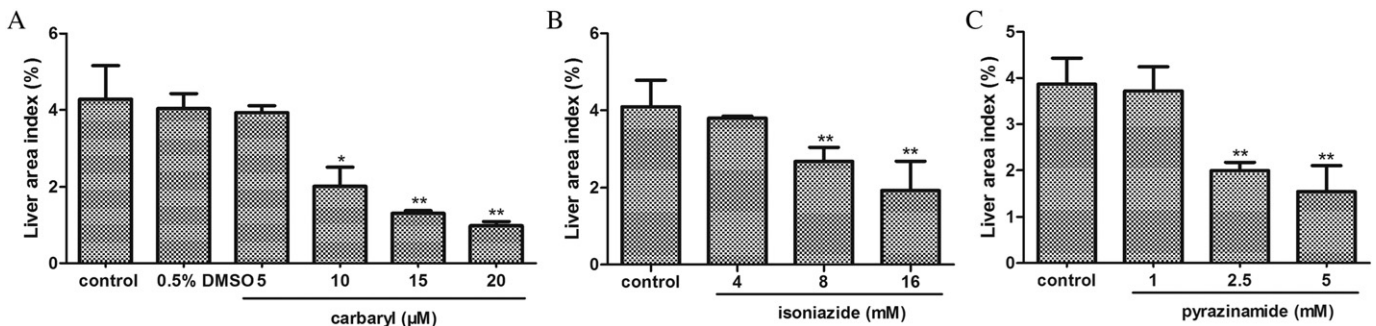 A
Liver area index (%)
6
4
2
0
*
**
**
control 0.5% DMSO 5 10 15 20
carbaryl (µM)
B
Liver area index (%)
6
4
2
0
**
**
control 4 8 16
isoniazide (mM)
C
Liver area index (%)
5
4
3
2
1
0
**
**
control 1 2.5 5
pyrazinamide (mM)